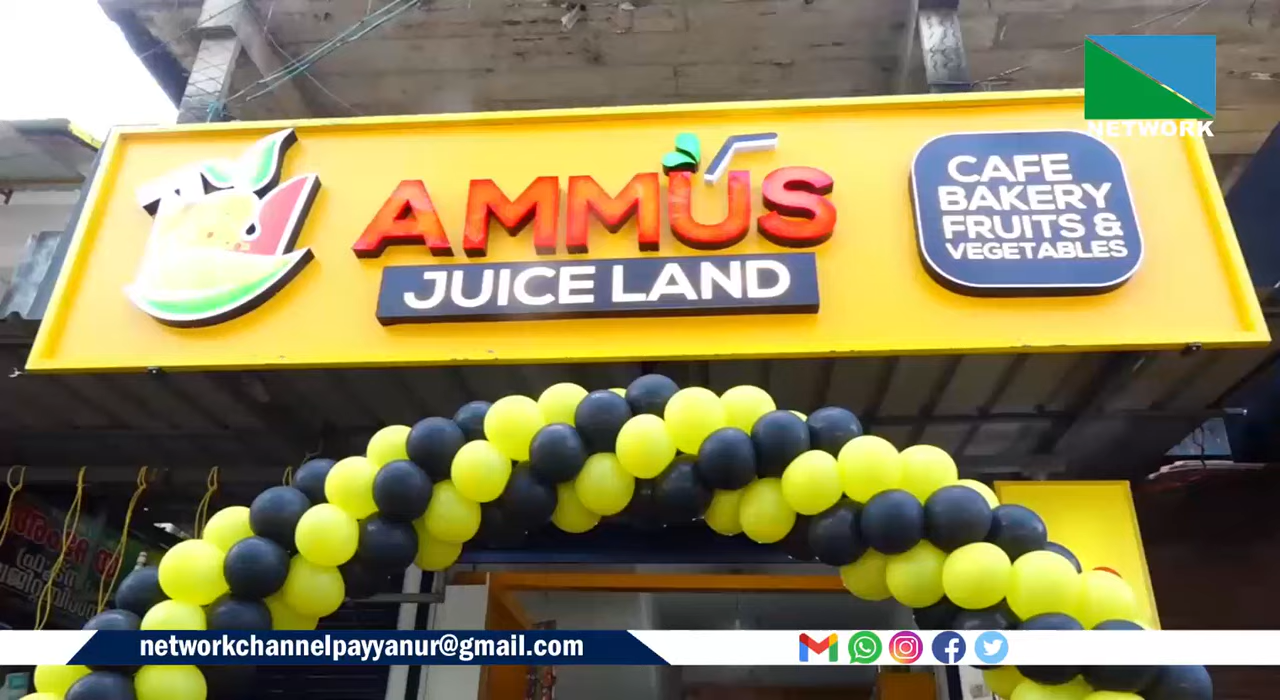 NETWORK
AMMUS
JUICE LAND
CAFE
BAKERY
FRUITS &
VEGETABLES
networkchannelpayyanur@gmail.com